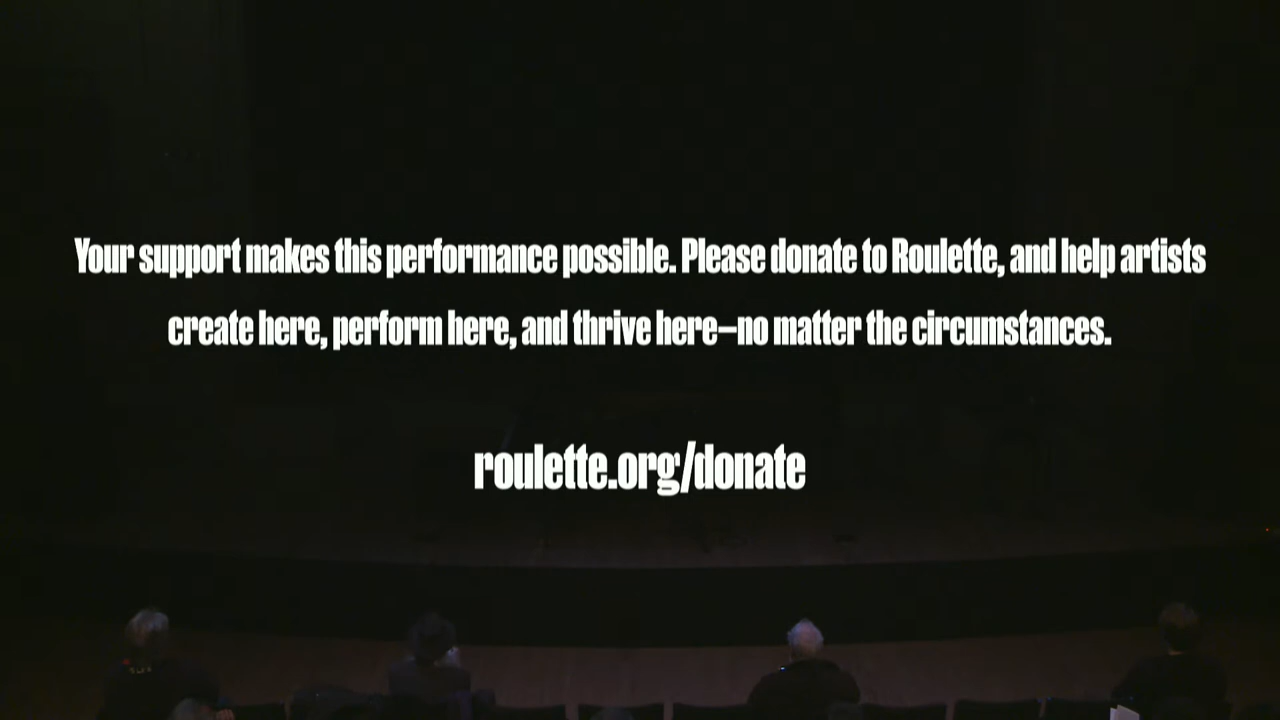 Your support makes this performance possible. Please donate to Roulette, and help artists
create here, perform here, and thrive here–no matter the circumstances.
roulette.org/donate